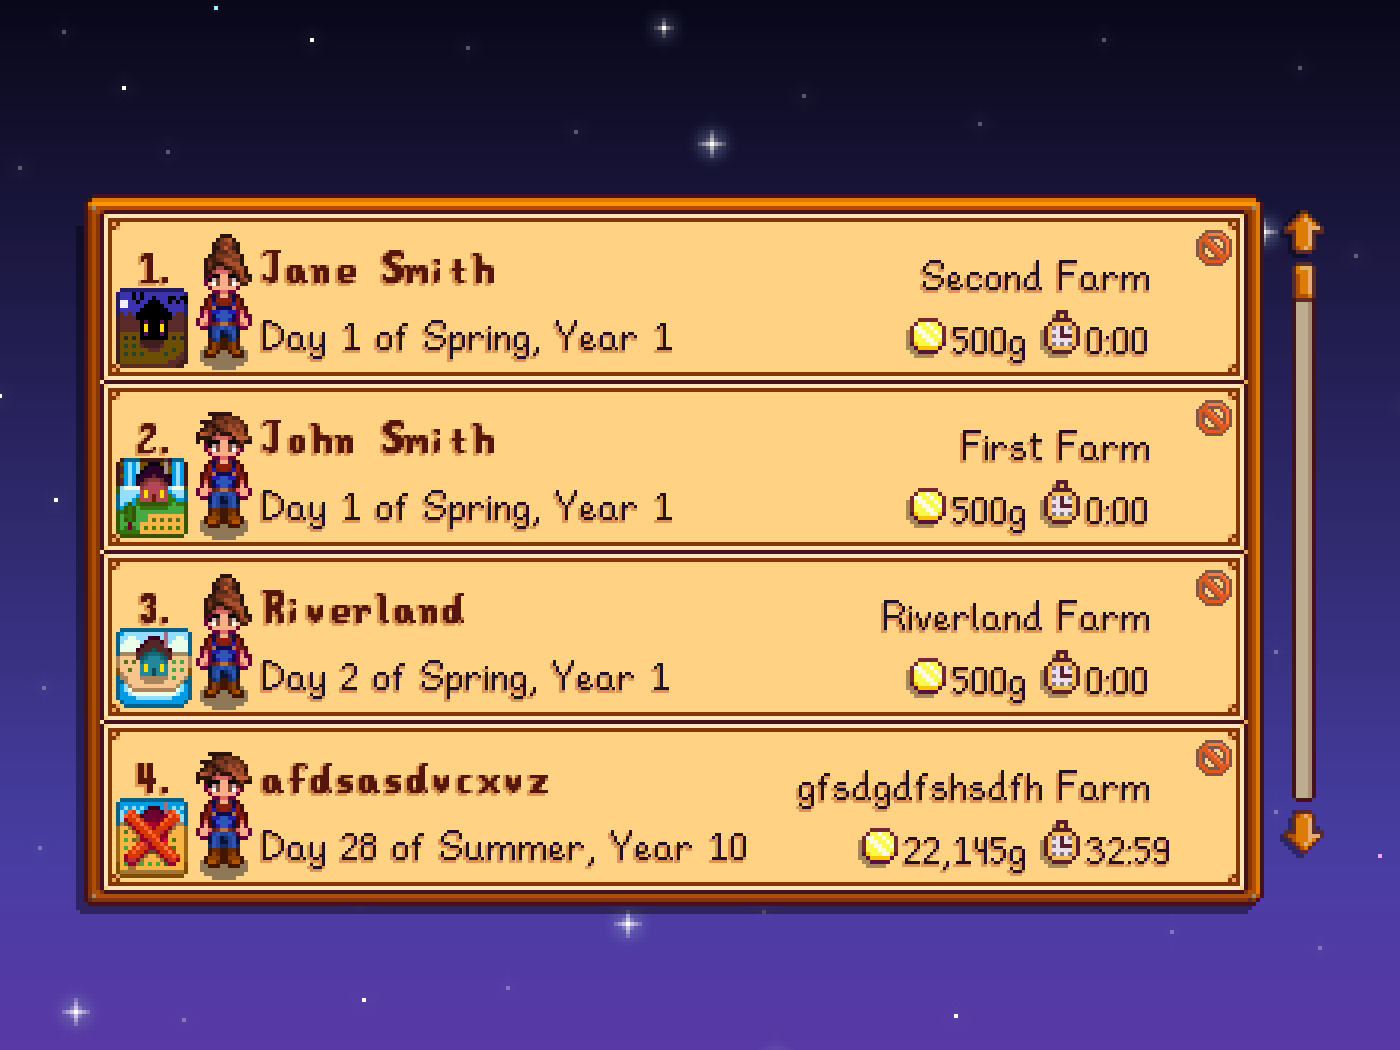 1. Jane Smith Second Farm
Day 1 of Spring, Year 1 500g 0:00
2. John Smith First Farm
Day 1 of Spring, Year 1 500g 0:00
3. Riverland Riverland Farm
Day 2 of Spring, Year 1 500g 0:00
4. afdsasdvcxvz gfsdgdfshsdfh Farm
Day 28 of Summer, Year 10 22,145g 32:59